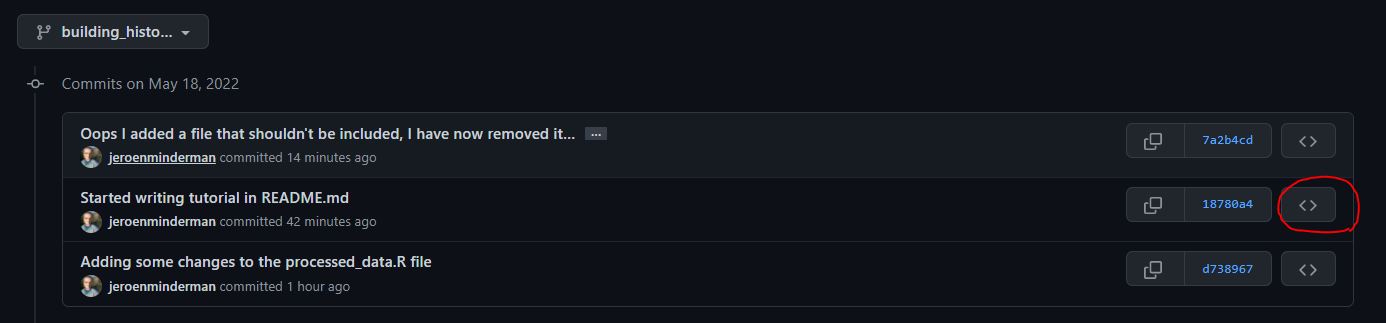 building_histo...
Commits on May 18, 2022
Oops I added a file that shouldn't be included, I have now removed it... ...
7a2b4cd
jeroenminderman committed 14 minutes ago
Started writing tutorial in README.md
18780a4
jeroenminderman committed 42 minutes ago
Adding some changes to the processed_data.R file
d738967
jeroenminderman committed 1 hour ago